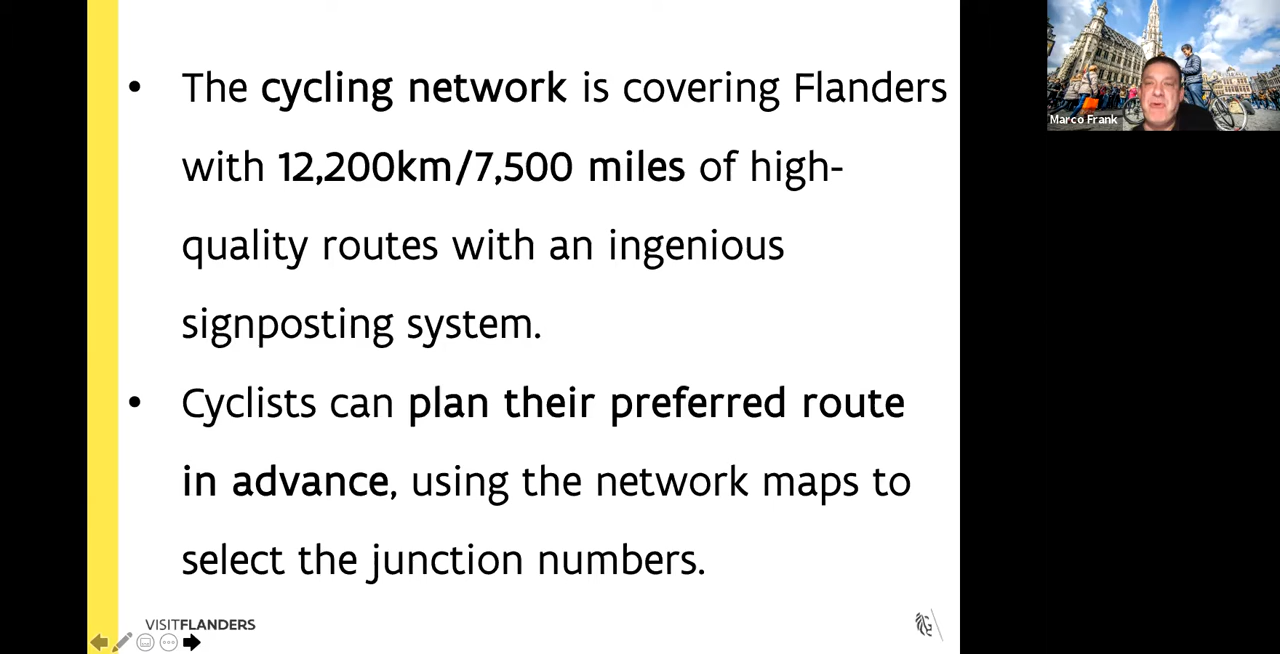 • The cycling network is covering Flanders
with 12,200km/7,500 miles of high-
quality routes with an ingenious
signposting system.
• Cyclists can plan their preferred route
in advance, using the network maps to
select the junction numbers.
VISITFLANDERS
Marco Frank